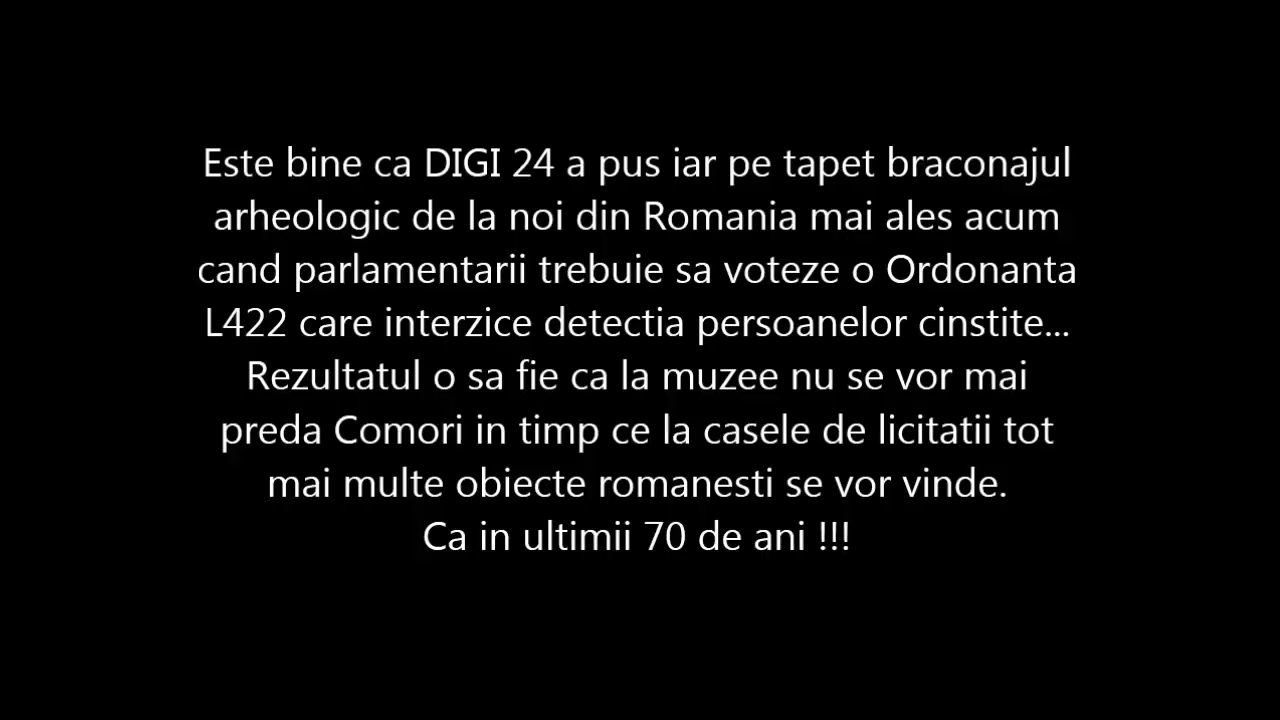 Este bine ca DIGI 24 a pus iar pe tapet braconajul
arheologic de la noi din Romania mai ales acum
cand parlamentarii trebuie sa voteze o Ordonanta
L422 care interzice detectia persoanelor cinstite...
Rezultatul o sa fie ca la muzee nu se vor mai
preda Comori in timp ce la casele de licitatii tot
mai multe obiecte romanesti se vor vinde.
Ca in ultimii 70 de ani !!!